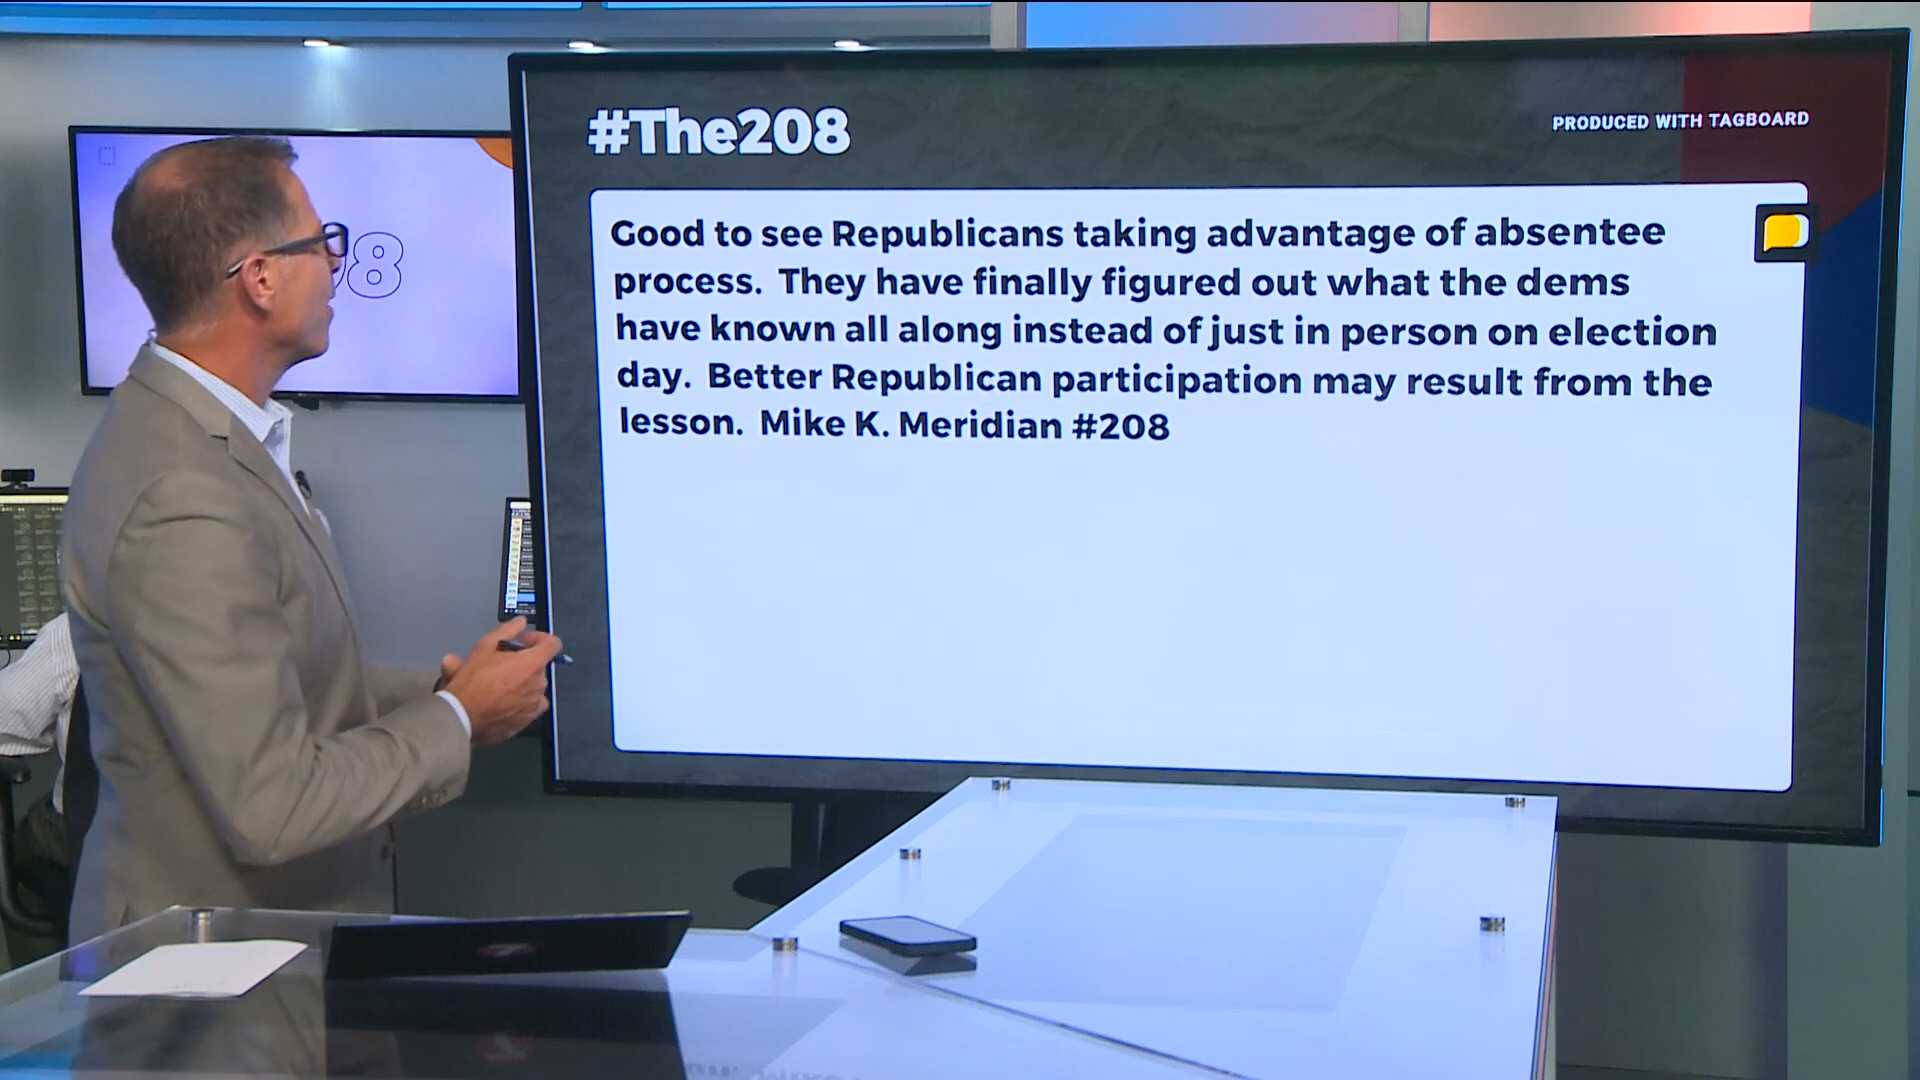 #The208
PRODUCED WITH TAGBOARD
Good to see Republicans taking advantage of absentee
process. They have finally figured out what the dems
have known all along instead of just in person on election
day. Better Republican participation may result from the
lesson. Mike K. Meridian #208
8